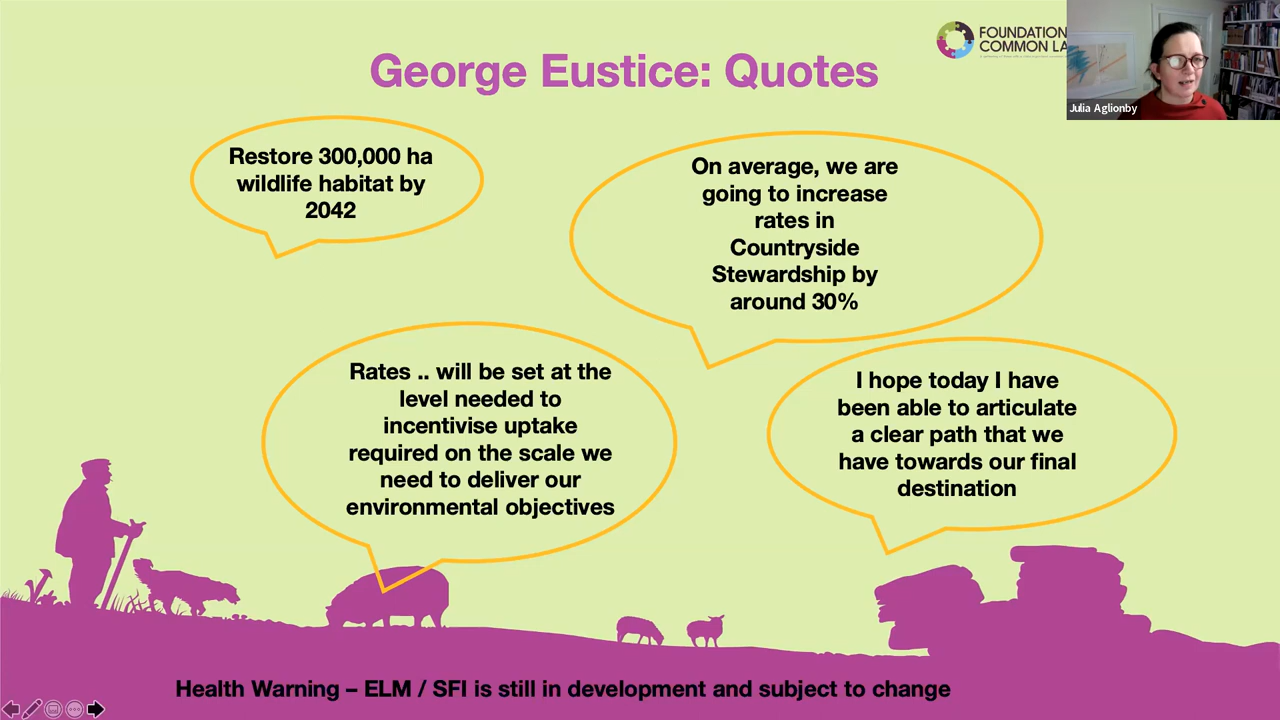 FOUNDATION
COMMON LA
Julia Aglionby
George Eustice: Quotes
Restore 300,000 ha
wildlife habitat by
2042
On average, we are
going to increase
rates in
Countryside
Stewardship by
around 30%
Rates .. will be set at the
level needed to
incentivise uptake
required on the scale we
need to deliver our
environmental objectives
I hope today I have
been able to articulate
a clear path that we
have towards our final
destination
Health Warning – ELM / SFI is still in development and subject to change